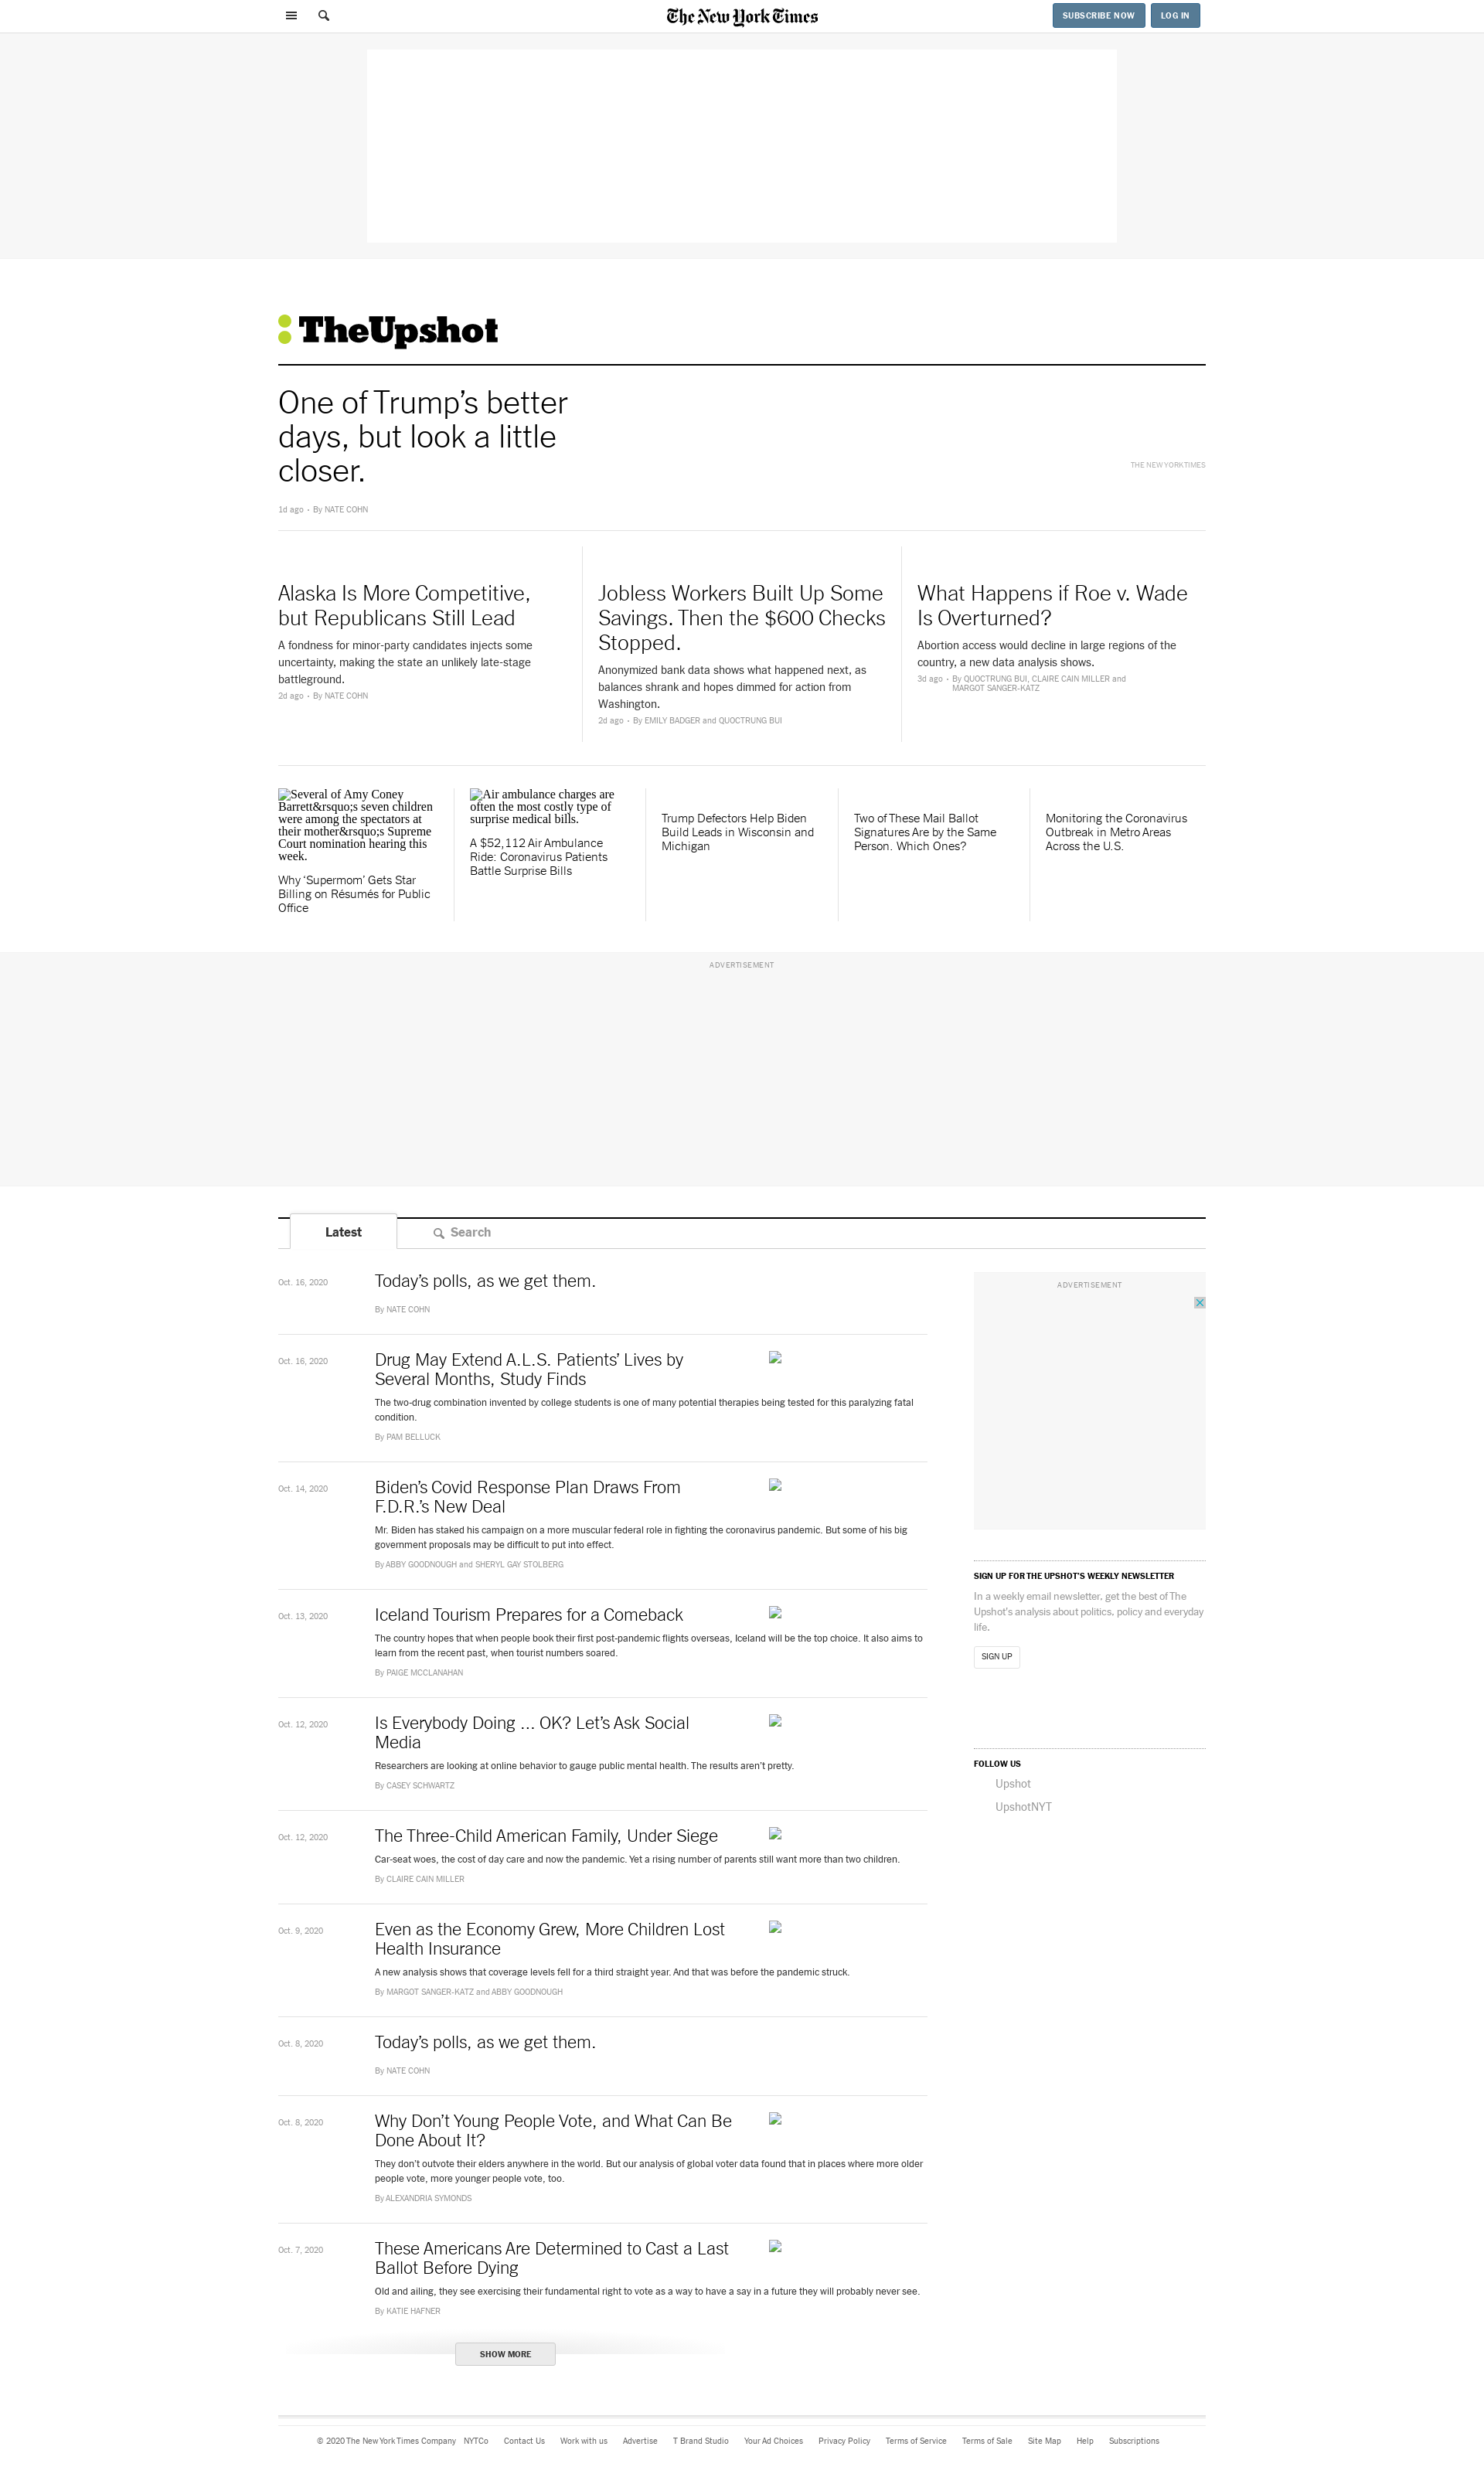 The New York Times
SUBSCRIBE NOW
LOG IN
TheUpshot
One of Trump’s better
days, but look a little
closer.
THE NEW YORK TIMES
1d ago • By NATE COHN
Alaska Is More Competitive,
but Republicans Still Lead
A fondness for minor-party candidates injects some
uncertainty, making the state an unlikely late-stage
battleground.
2d ago • By NATE COHN
Jobless Workers Built Up Some
Savings. Then the $600 Checks
Stopped.
Anonymized bank data shows what happened next, as
balances shrank and hopes dimmed for action from
Washington.
2d ago • By EMILY BADGER and QUOCTRUNG BUI
What Happens if Roe v. Wade
Is Overturned?
Abortion access would decline in large regions of the
country, a new data analysis shows.
3d ago • By QUOCTRUNG BUI, CLAIRE CAIN MILLER and
MARGOT SANGER-KATZ
Several of Amy Coney
Barrett&rsquo;s seven children
were among the spectators at
their mother&rsquo;s Supreme
Court nomination hearing this
week.
Why ‘Supermom’ Gets Star
Billing on Résumés for Public
Office
Air ambulance charges are
often the most costly type of
surprise medical bills.
A $52,112 Air Ambulance
Ride: Coronavirus Patients
Battle Surprise Bills
Trump Defectors Help Biden
Build Leads in Wisconsin and
Michigan
Two of These Mail Ballot
Signatures Are by the Same
Person. Which Ones?
Monitoring the Coronavirus
Outbreak in Metro Areas
Across the U.S.
ADVERTISEMENT
Latest
Search
Oct. 16, 2020
Today’s polls, as we get them.
By NATE COHN
Oct. 16, 2020
Drug May Extend A.L.S. Patients’ Lives by
Several Months, Study Finds
The two-drug combination invented by college students is one of many potential therapies being tested for this paralyzing fatal
condition.
By PAM BELLUCK
Oct. 14, 2020
Biden’s Covid Response Plan Draws From
F.D.R.’s New Deal
Mr. Biden has staked his campaign on a more muscular federal role in fighting the coronavirus pandemic. But some of his big
government proposals may be difficult to put into effect.
By ABBY GOODNOUGH and SHERYL GAY STOLBERG
Oct. 13, 2020
Iceland Tourism Prepares for a Comeback
The country hopes that when people book their first post-pandemic flights overseas, Iceland will be the top choice. It also aims to
learn from the recent past, when tourist numbers soared.
By PAIGE MCCLANAHAN
Oct. 12, 2020
Is Everybody Doing ... OK? Let’s Ask Social
Media
Researchers are looking at online behavior to gauge public mental health. The results aren’t pretty.
By CASEY SCHWARTZ
Oct. 12, 2020
The Three-Child American Family, Under Siege
Car-seat woes, the cost of day care and now the pandemic. Yet a rising number of parents still want more than two children.
By CLAIRE CAIN MILLER
Oct. 9, 2020
Even as the Economy Grew, More Children Lost
Health Insurance
A new analysis shows that coverage levels fell for a third straight year. And that was before the pandemic struck.
By MARGOT SANGER-KATZ and ABBY GOODNOUGH
Oct. 8, 2020
Today’s polls, as we get them.
By NATE COHN
Oct. 8, 2020
Why Don’t Young People Vote, and What Can Be
Done About It?
They don’t outvote their elders anywhere in the world. But our analysis of global voter data found that in places where more older
people vote, more younger people vote, too.
By ALEXANDRIA SYMONDS
Oct. 7, 2020
These Americans Are Determined to Cast a Last
Ballot Before Dying
Old and ailing, they see exercising their fundamental right to vote as a way to have a say in a future they will probably never see.
By KATIE HAFNER
SHOW MORE
ADVERTISEMENT
SIGN UP FOR THE UPSHOT’S WEEKLY NEWSLETTER
In a weekly email newsletter, get the best of The
Upshot’s analysis about politics, policy and everyday
life.
SIGN UP
FOLLOW US
Upshot
UpshotNYT
© 2020 The New York Times Company NYTCo Contact Us Work with us Advertise T Brand Studio Your Ad Choices Privacy Policy Terms of Service Terms of Sale Site Map Help Subscriptions